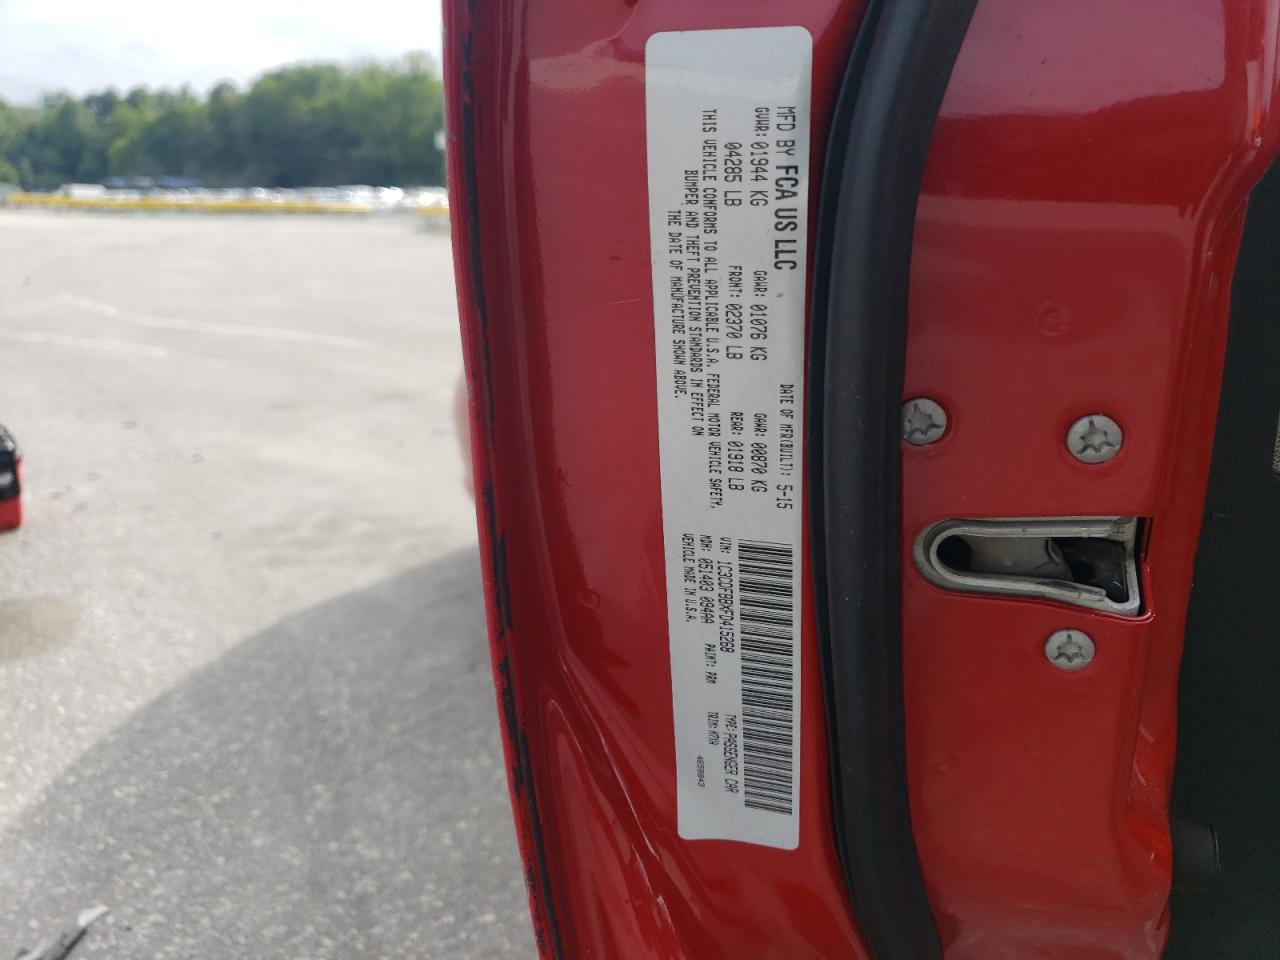 MFD BY FCA US LLC
DATE OF MFR(BUILT): 5-15
GVWR: 01944 KG GAWR: 01076 KG GAWR: 00870 KG
04285 LB FRONT: 02370 LB REAR: 01918 LB
THIS VEHICLE CONFORMS TO ALL APPLICABLE U.S.A. FEDERAL MOTOR VEHICLE SAFETY,
BUMPER AND THEFT PREVENTION STANDARDS IN EFFECT ON
THE DATE OF MANUFACTURE SHOWN ABOVE.
VIN: 1C3CDFBBXFD415268 TYPE: PASSENGER CAR
MDH: 051403 094AA PAINT: PRM
VEHICLE MADE IN U.S.A.